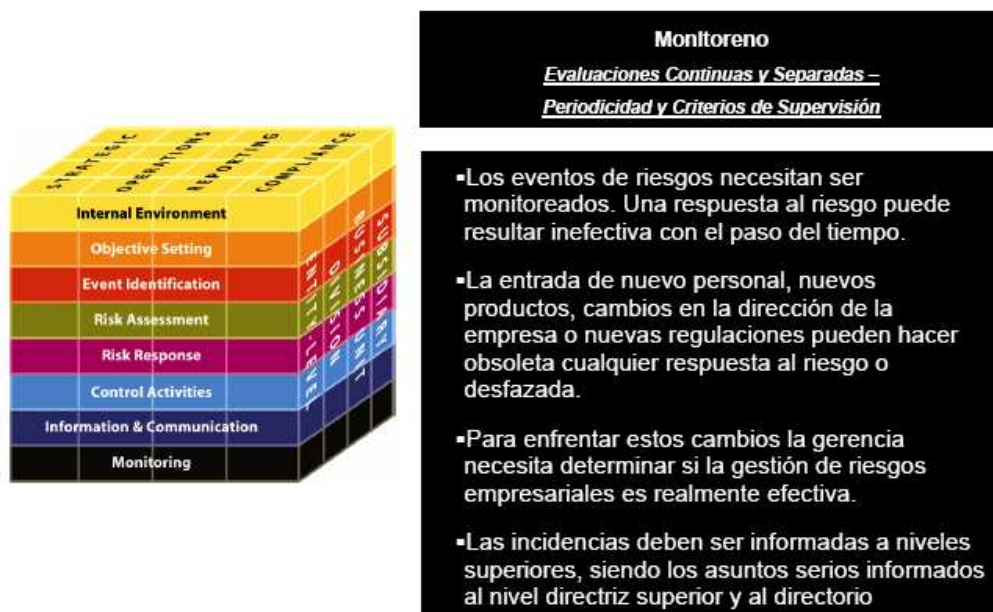 Monitoreno
Evaluaciones Continuas y Separadas –
Periodicidad y Criterios de Supervisión
STRATEGIC
OPERATIONS
REPORTING
COMPLIANCE
Internal Environment
Objective Setting
Event Identification
Risk Assessment
Risk Response
Control Activities
Information & Communication
Monitoring
ENTITY-LEVEL
DIVISION
BUSINESS UNIT
SUBSIDIARY
▪Los eventos de riesgos necesitan ser
monitoreados. Una respuesta al riesgo puede
resultar inefectiva con el paso del tiempo.
▪La entrada de nuevo personal, nuevos
productos, cambios en la dirección de la
empresa o nuevas regulaciones pueden hacer
obsoleta cualquier respuesta al riesgo o
desfazada.
▪Para enfrentar estos cambios la gerencia
necesita determinar si la gestión de riesgos
empresariales es realmente efectiva.
▪Las incidencias deben ser informadas a niveles
superiores, siendo los asuntos serios informados
al nivel directriz superior y al directorio